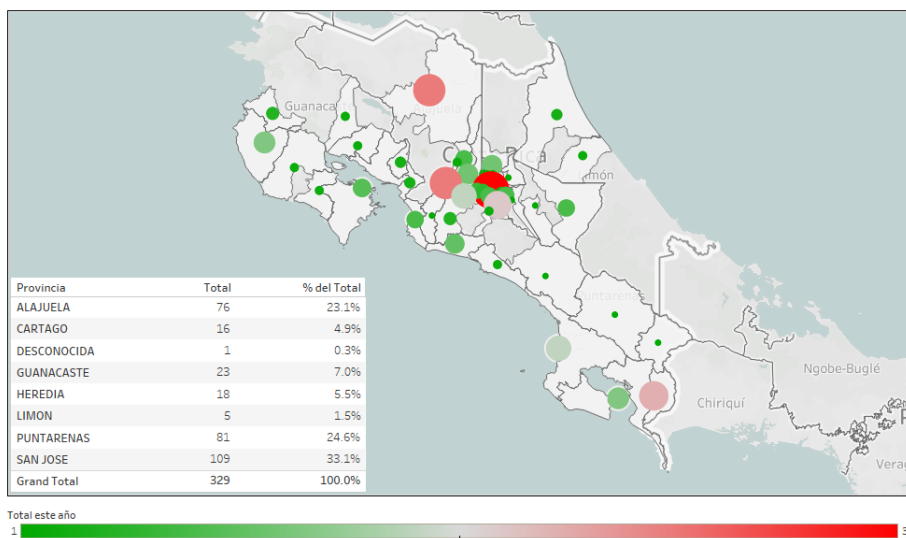 Guanacaste
Alajuela
Limón
Puntarenas
Ngobe-Buglé
Chiriquí
Provincia Total % del Total
ALAJUELA 76 23.1%
CARTAGO 16 4.9%
DESCONOCIDA 1 0.3%
GUANACASTE 23 7.0%
HEREDIA 18 5.5%
LIMON 5 1.5%
PUNTARENAS 81 24.6%
SAN JOSE 109 33.1%
Grand Total 329 100.0%
Total este año
1